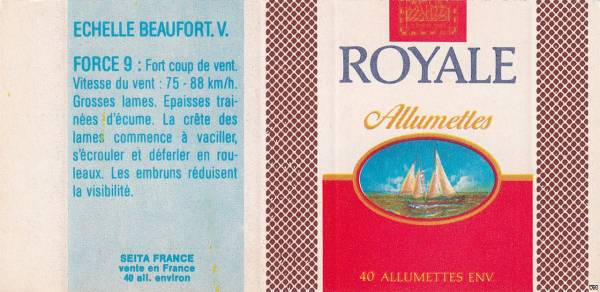 ECHELLE BEAUFORT. V.
FORCE 9 : Fort coup de vent.
Vitesse du vent : 75 - 88 km/h.
Grosses lames. Epaisses traî-
nées d'écume. La crête des
lames commence à vaciller,
s'écrouler et déferler en rou-
leaux. Les embruns réduisent
la visibilité.
SEITA FRANCE
vente en France
40 all. environ
ROYALE
Allumettes
40 ALLUMETTES ENV.